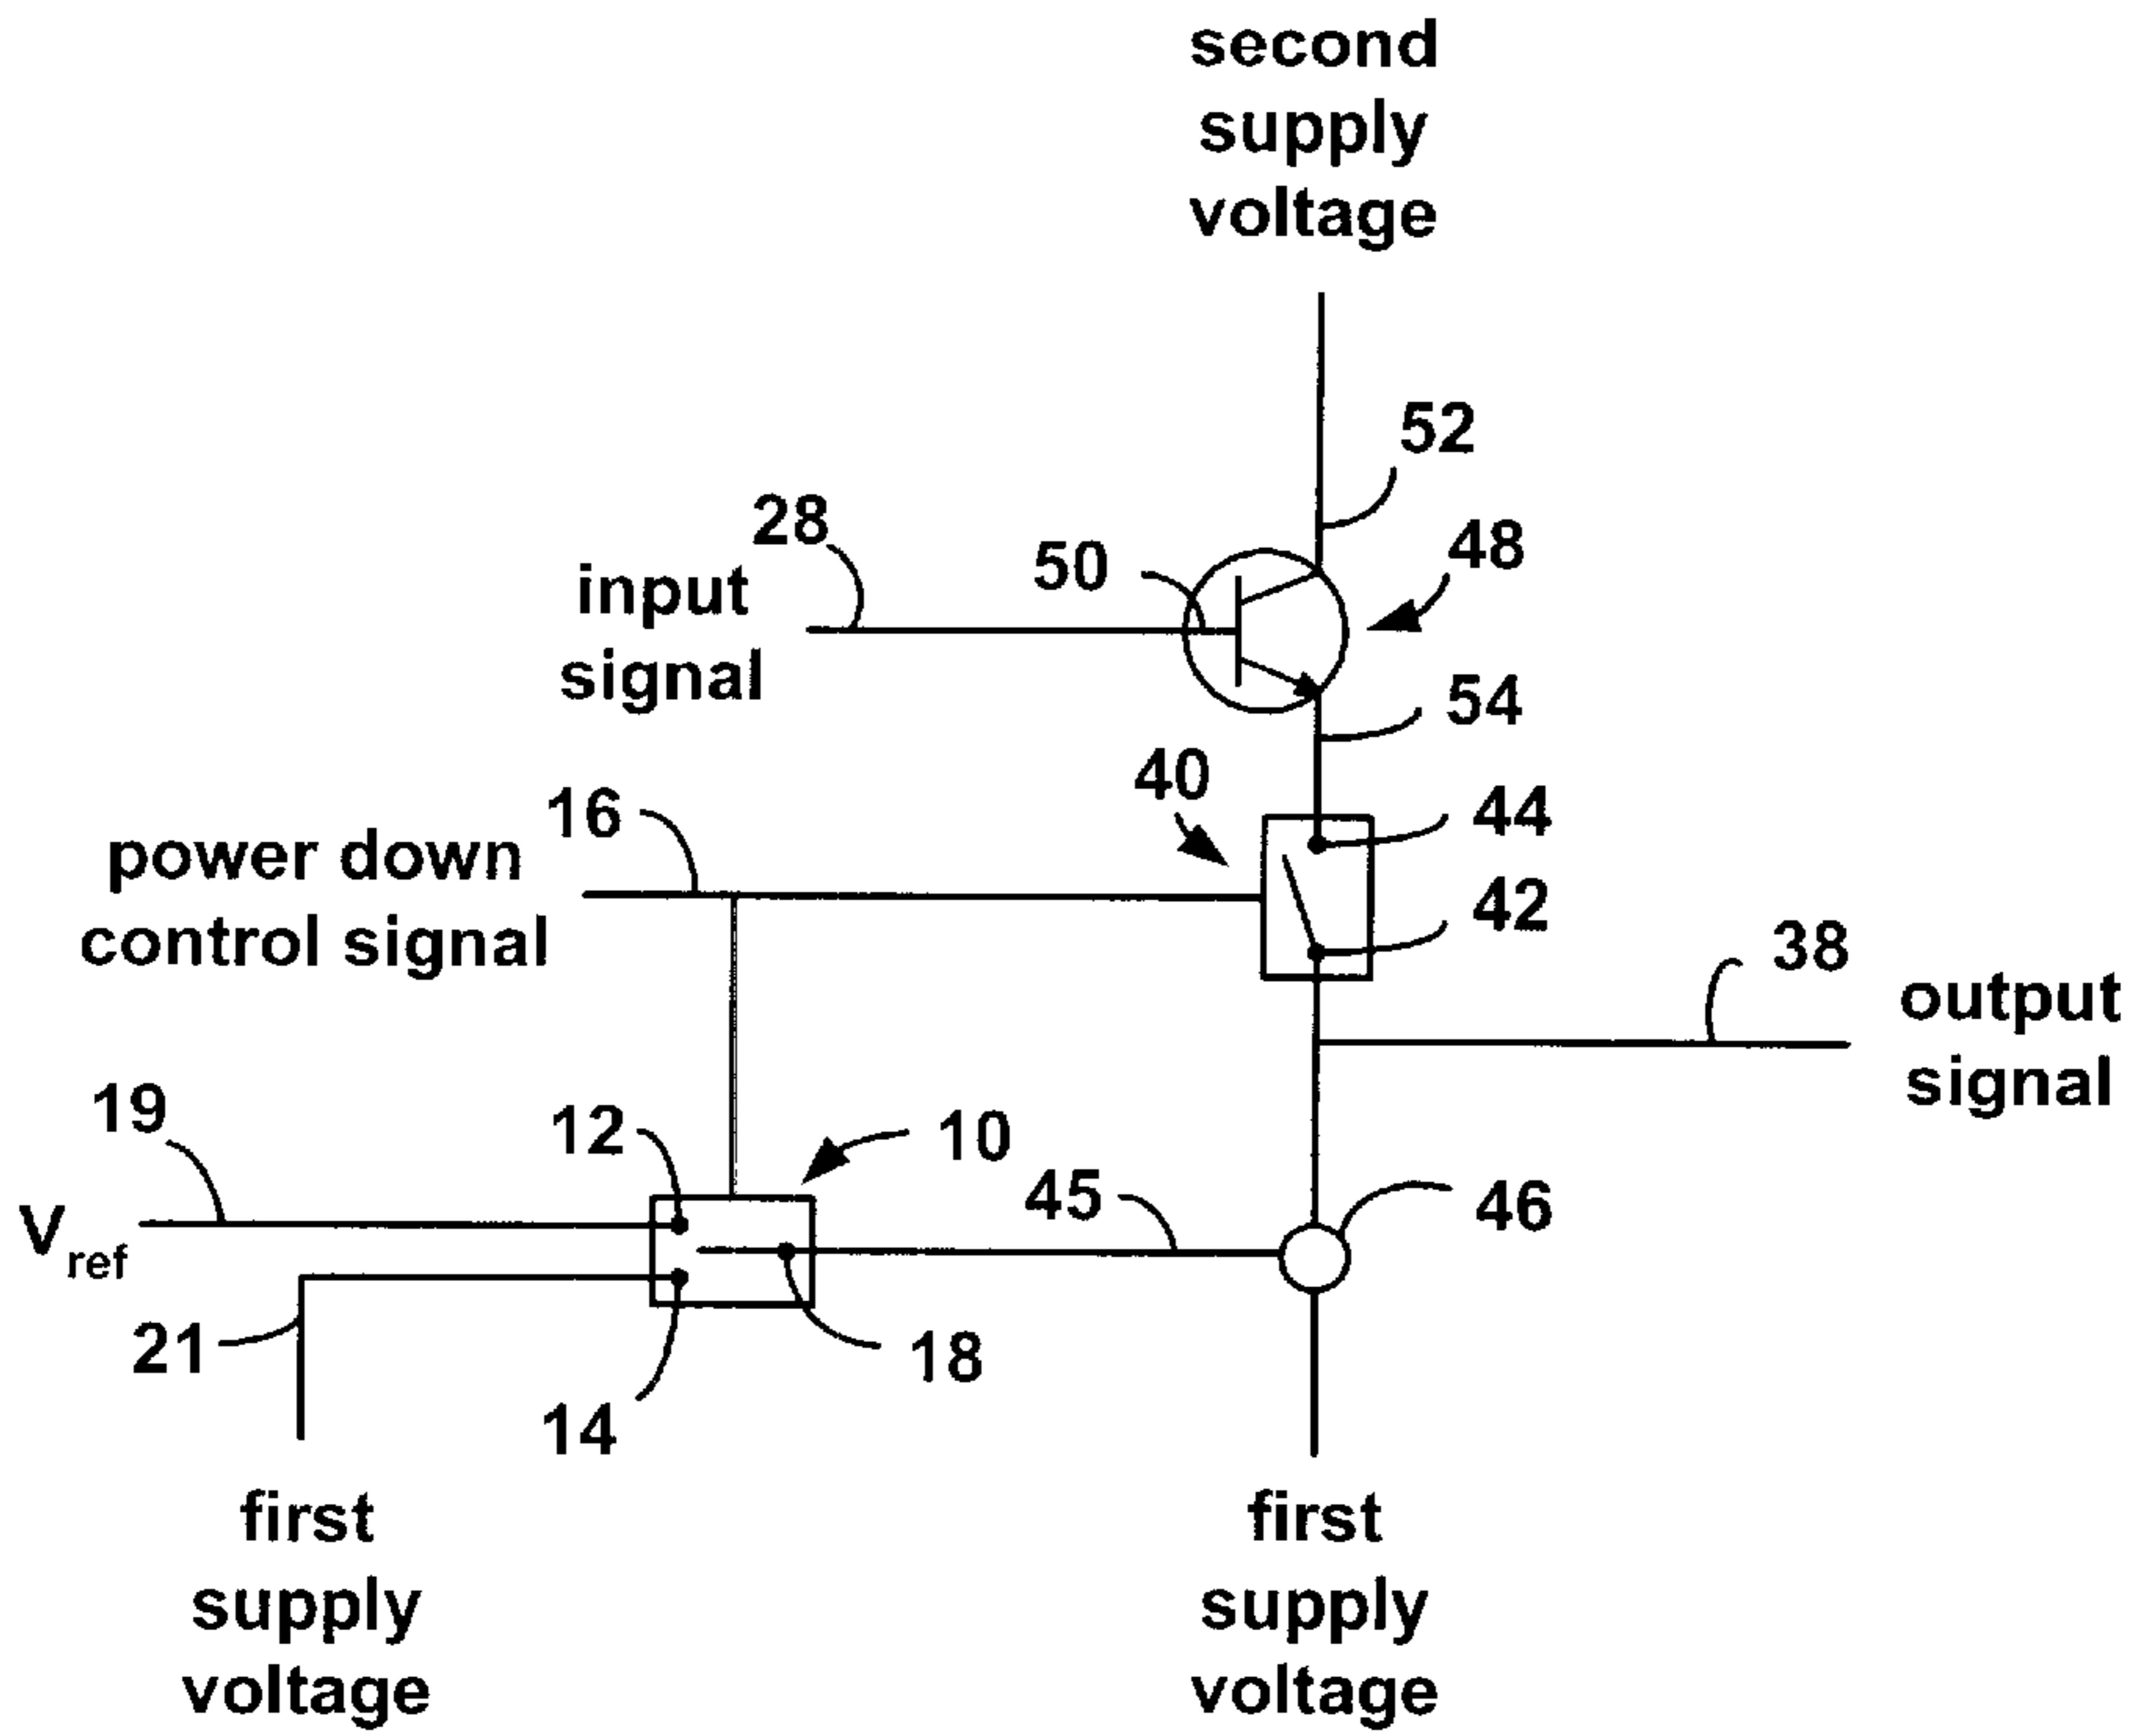 second
supply
voltage
52
28
48
50
input
signal
54
40
44
16
power down
control signal
42
38
output
signal
19
12
10
45
46
Vref
21
18
14
first
supply
voltage
first
supply
voltage